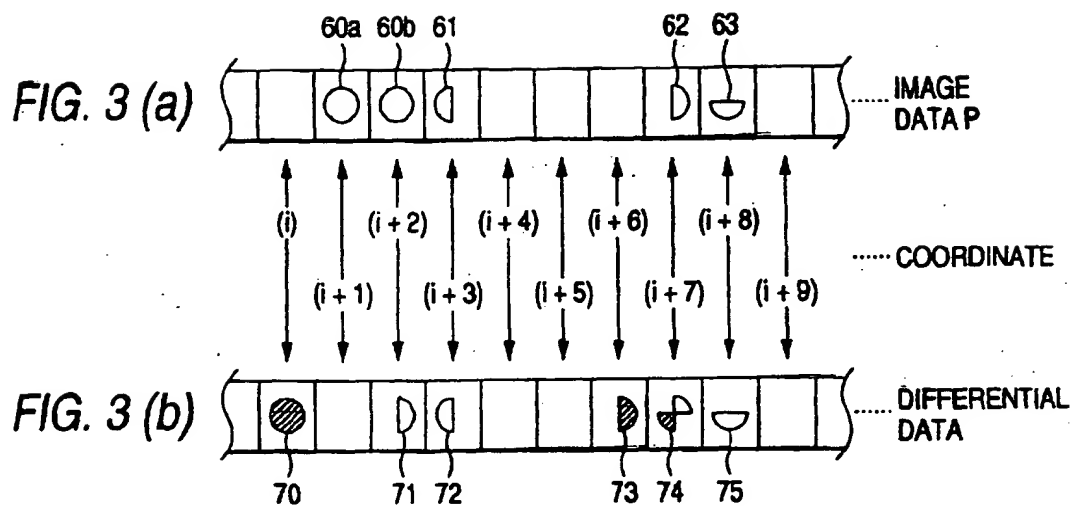 60a 60b 61 62 63
FIG. 3 (a)
IMAGE
DATA P
(i) (i + 2) (i + 4) (i + 6) (i + 8)
COORDINATE
(i + 1) (i + 3) (i + 5) (i + 7) (i + 9)
FIG. 3 (b)
DIFFERENTIAL
DATA
70 71 72 73 74 75